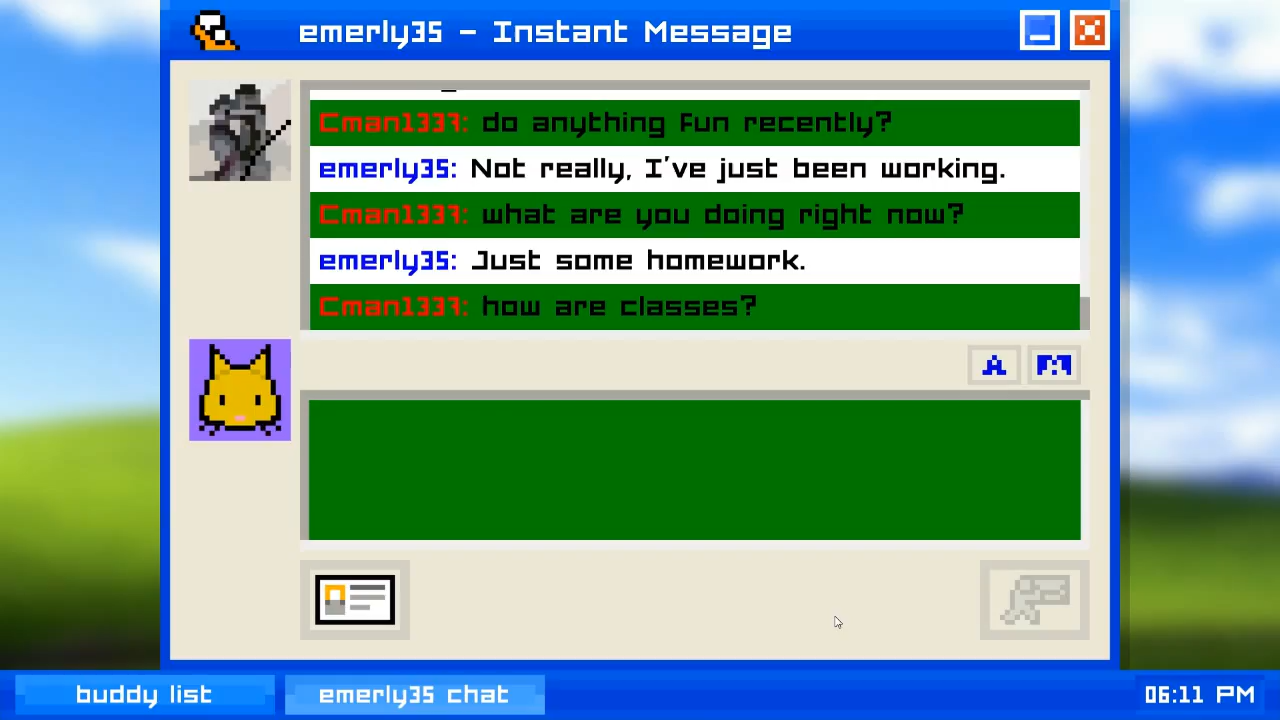 emerly35 - Instant Message
Cman1337: do anything fun recently?
emerly35: Not really, I've just been working.
Cman1337: what are you doing right now?
emerly35: Just some homework.
Cman1337: how are classes?
A
buddy list
emerly35 chat
06:11 PM